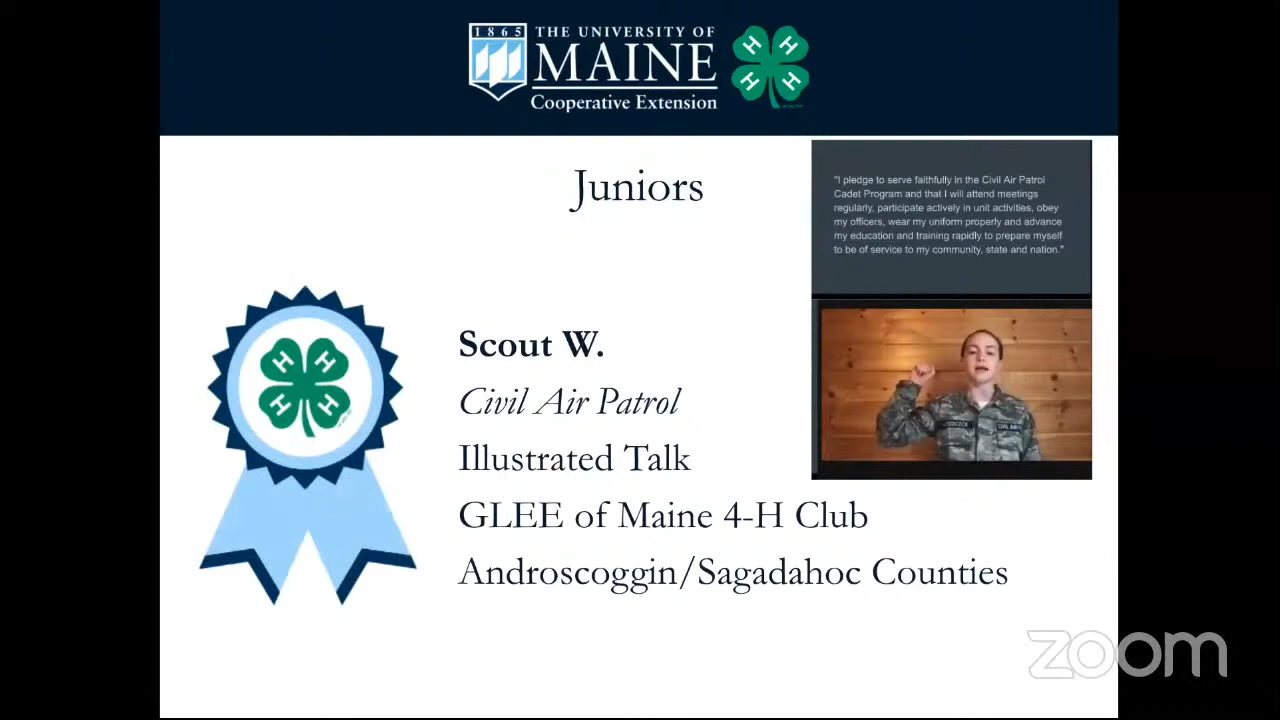 1865 THE UNIVERSITY OF
MAINE
Cooperative Extension
H H
H H
Juniors
"I pledge to serve faithfully in the Civil Air Patrol
Cadet Program and that I will attend meetings
regularly, participate actively in unit activities, obey
my officers, wear my uniform properly and advance
my education and training rapidly to prepare myself
to be of service to my community, state and nation."
H H
H H
Scout W.
Civil Air Patrol
Illustrated Talk
GLEE of Maine 4-H Club
Androscoggin/Sagadahoc Counties
CIVIL AIR
zoom